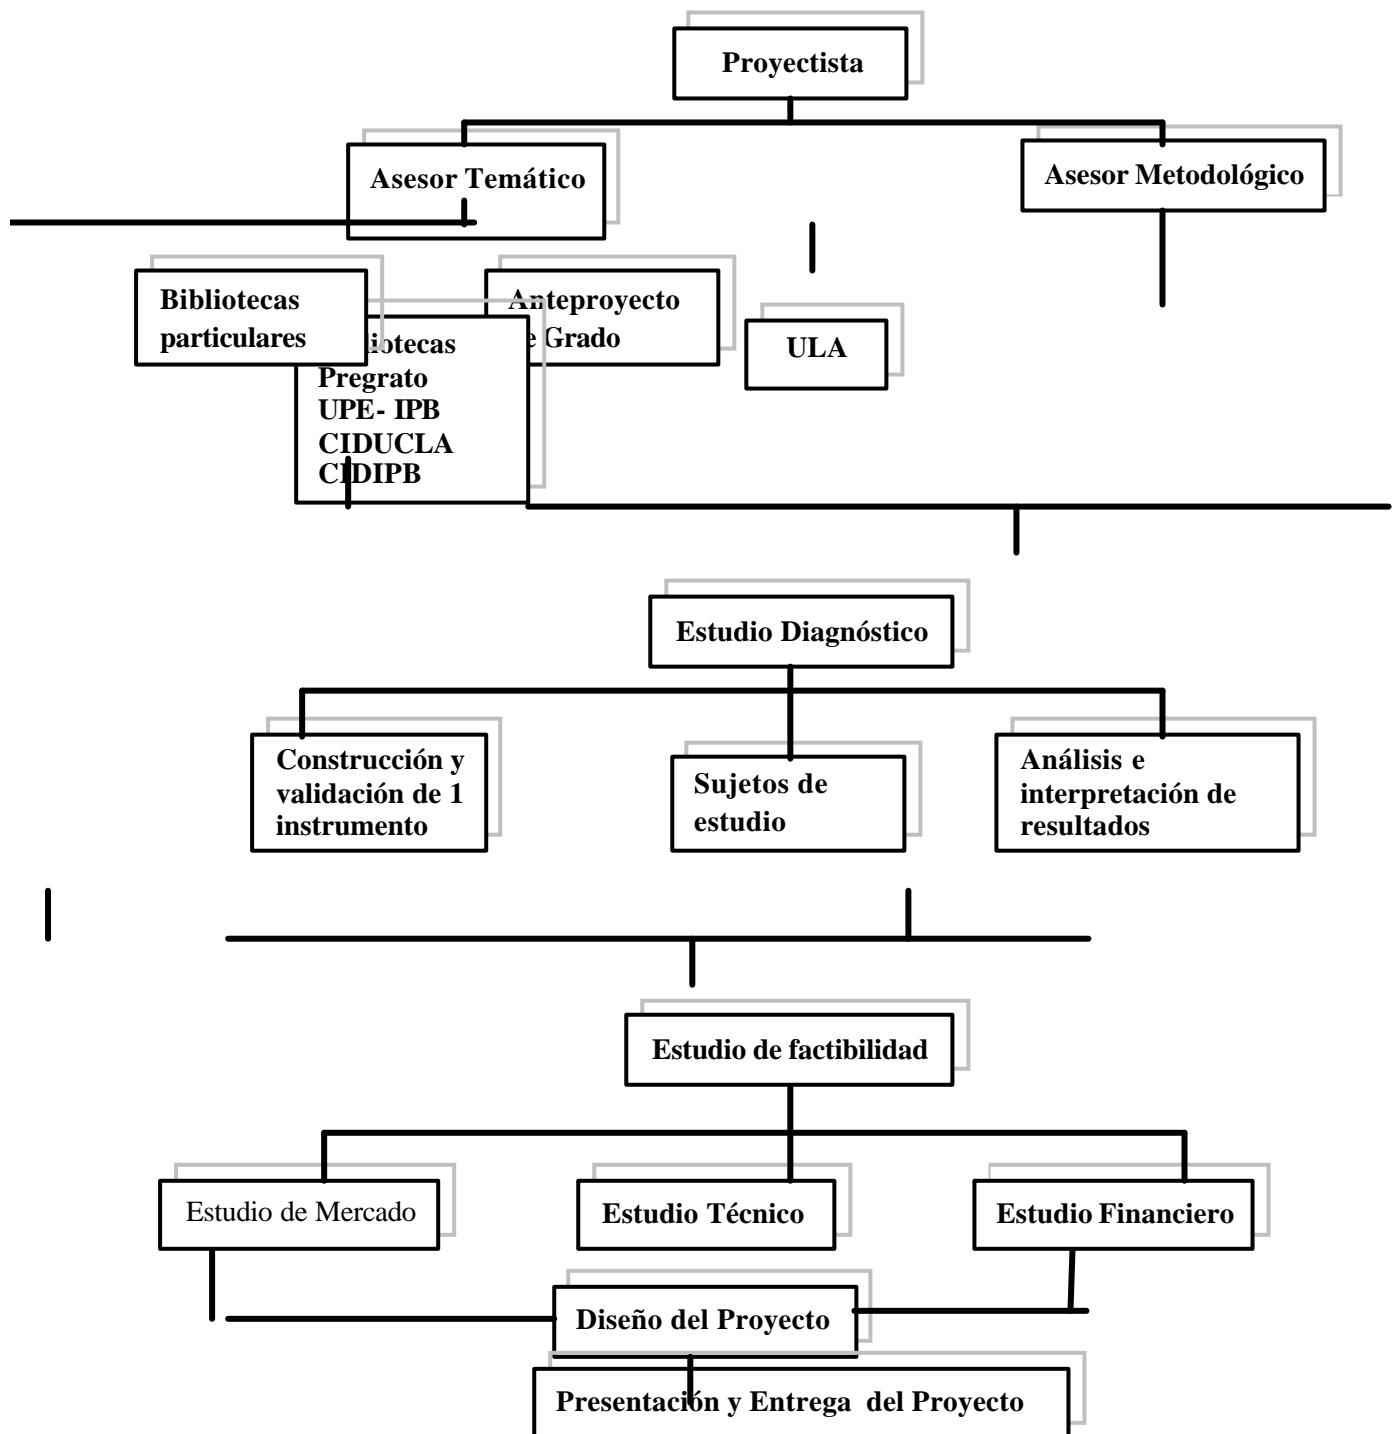 Proyectista
Asesor Temático
Asesor Metodológico
Bibliotecas
particulares
Anteproyecto
e Grado
ULA
iotecas
Pregrato
UPE- IPB
CIDUCLA
CIDIPB
Estudio Diagnóstico
Construcción y
validación de 1
instrumento
Sujetos de
estudio
Análisis e
interpretación de
resultados
Estudio de factibilidad
Estudio de Mercado
Estudio Técnico
Estudio Financiero
Diseño del Proyecto
Presentación y Entrega del Proyecto